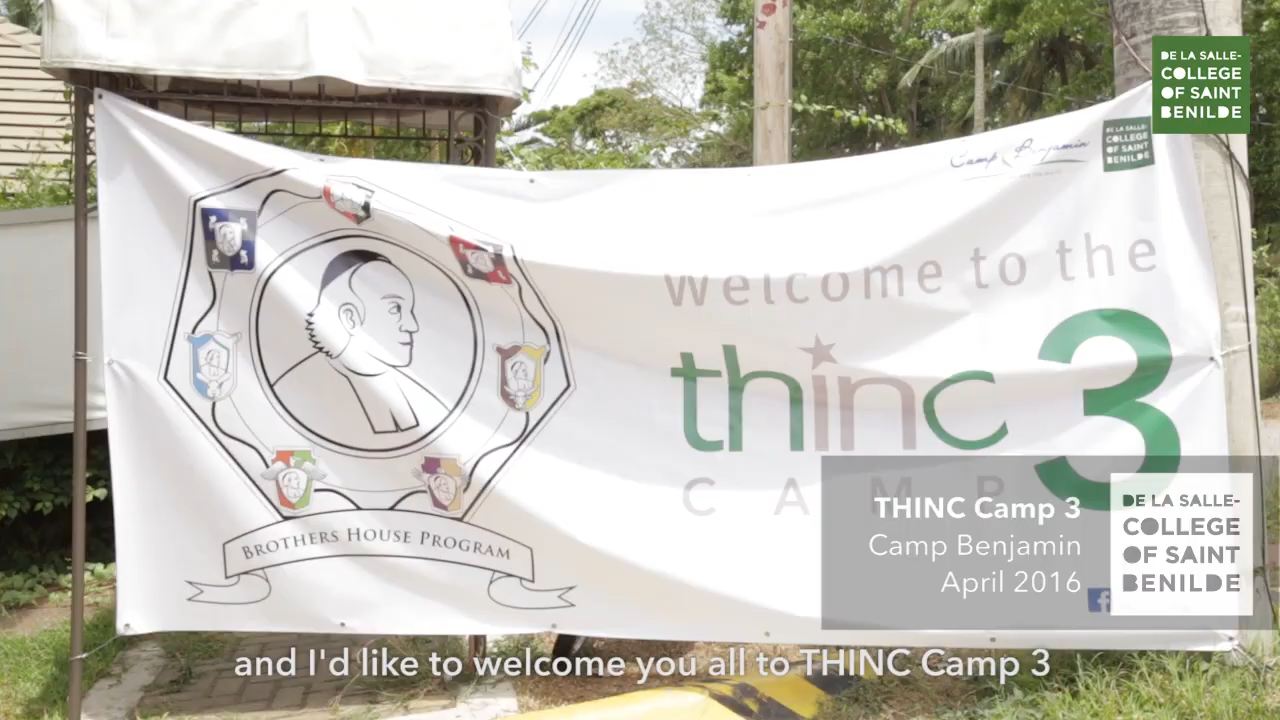 DE LA SALLE-
COLLEGE
OF SAINT
BENILDE
Camp Benjamin
DE LA SALLE-
COLLEGE
OF SAINT
BENILDE
welcome to the
thinc 3
CAMP
BROTHERS HOUSE PROGRAM
THINC Camp 3
Camp Benjamin
April 2016
DE LA SALLE-
COLLEGE
OF SAINT
BENILDE
f
and I'd like to welcome you all to THINC Camp 3